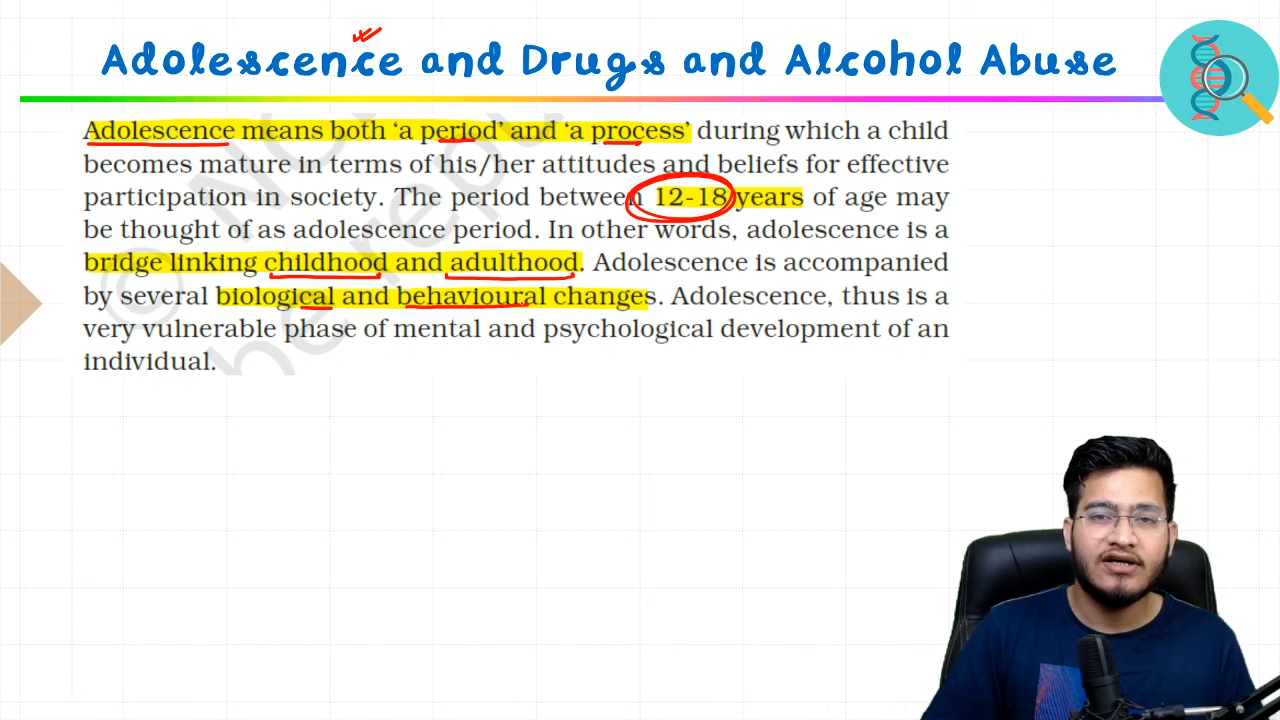 Adolescence and Drugs and Alcohol Abuse
Adolescence means both ‘a period’ and ‘a process’ during which a child
becomes mature in terms of his/her attitudes and beliefs for effective
participation in society. The period between 12-18 years of age may
be thought of as adolescence period. In other words, adolescence is a
bridge linking childhood and adulthood. Adolescence is accompanied
by several biological and behavioural changes. Adolescence, thus is a
very vulnerable phase of mental and psychological development of an
individual.